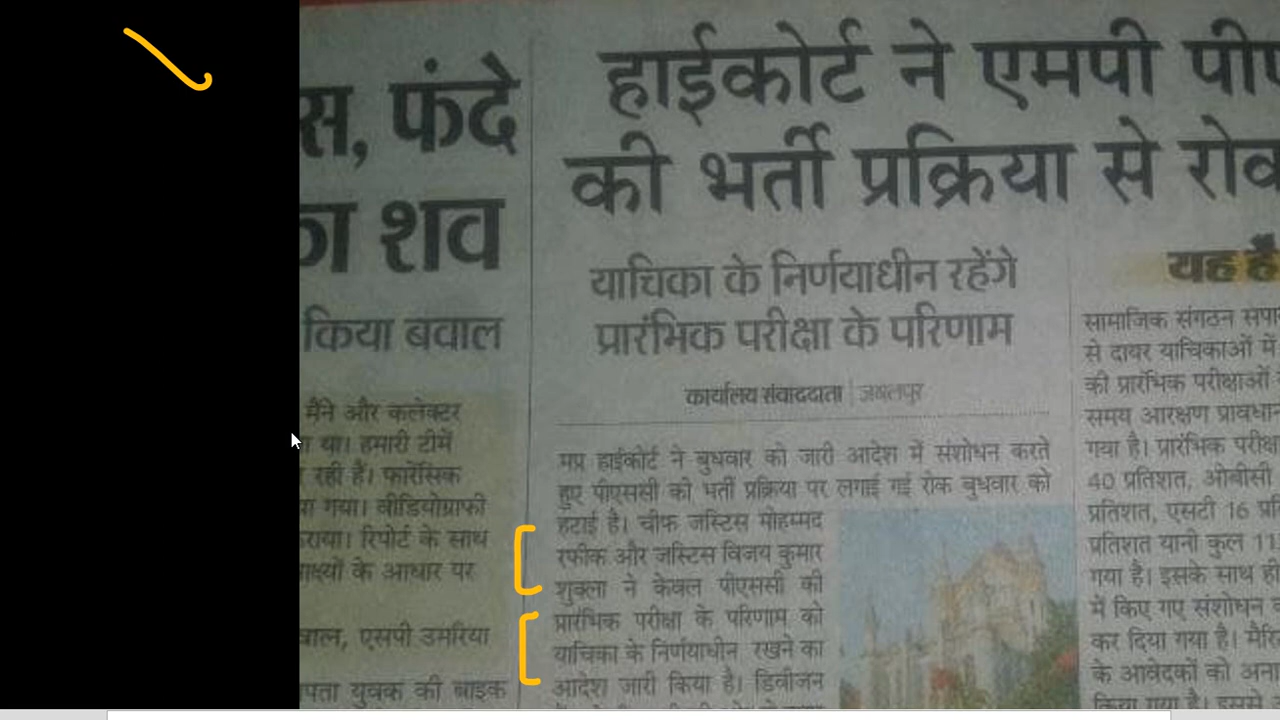 स, फंदे
का शव
किया बवाल
मैंने और कलेक्टर
था। हमारी टीमें
रही हैं। फारेंसिक
गया। वीडियोग्राफी
कराया। रिपोर्ट के साथ
साक्ष्यों के आधार पर
एसपी उमरिया
युवक की बाइक
हाईकोर्ट ने एमपी पीए
की भर्ती प्रक्रिया से रोक
याचिका के निर्णयाधीन रहेंगे
प्रारंभिक परीक्षा के परिणाम
कार्यालय संवाददाता | जबलपुर
मप्र हाईकोर्ट ने बुधवार को जारी आदेश में संशोधन करते
हुए पीएससी को भर्ती प्रक्रिया पर लगाई गई रोक बुधवार को
हटाई है। चीफ जस्टिस मोहम्मद
रफीक और जस्टिस विजय कुमार
शुक्ला ने केवल पीएससी की
प्रारंभिक परीक्षा के परिणाम को
याचिका के निर्णयाधीन रखने का
आदेश जारी किया है। डिवीजन
यह है
सामाजिक संगठन सपा
से दायर याचिकाओं में
की प्रारंभिक परीक्षाओं
समय आरक्षण प्रावधान
गया है। प्रारंभिक परीक्षा
40 प्रतिशत, ओबीसी
प्रतिशत, एसटी 16 प्रति
प्रतिशत यानी कुल 11
गया है। इसके साथ ही
में किए गए संशोधन
कर दिया गया है। मेरि
के आवेदकों को अना
किया गया है। इससे